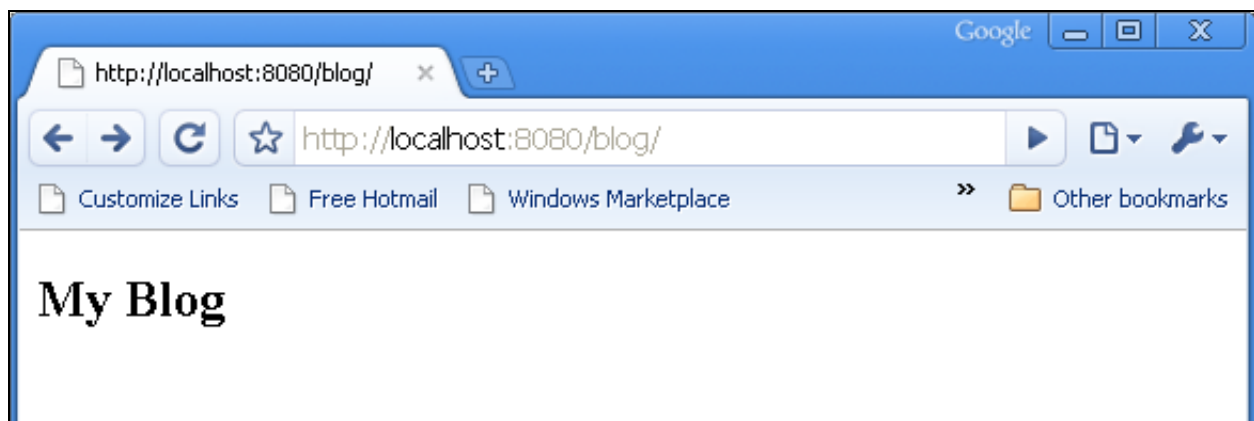 Google
http://localhost:8080/blog/
http://localhost:8080/blog/
Customize Links Free Hotmail Windows Marketplace » Other bookmarks
My Blog